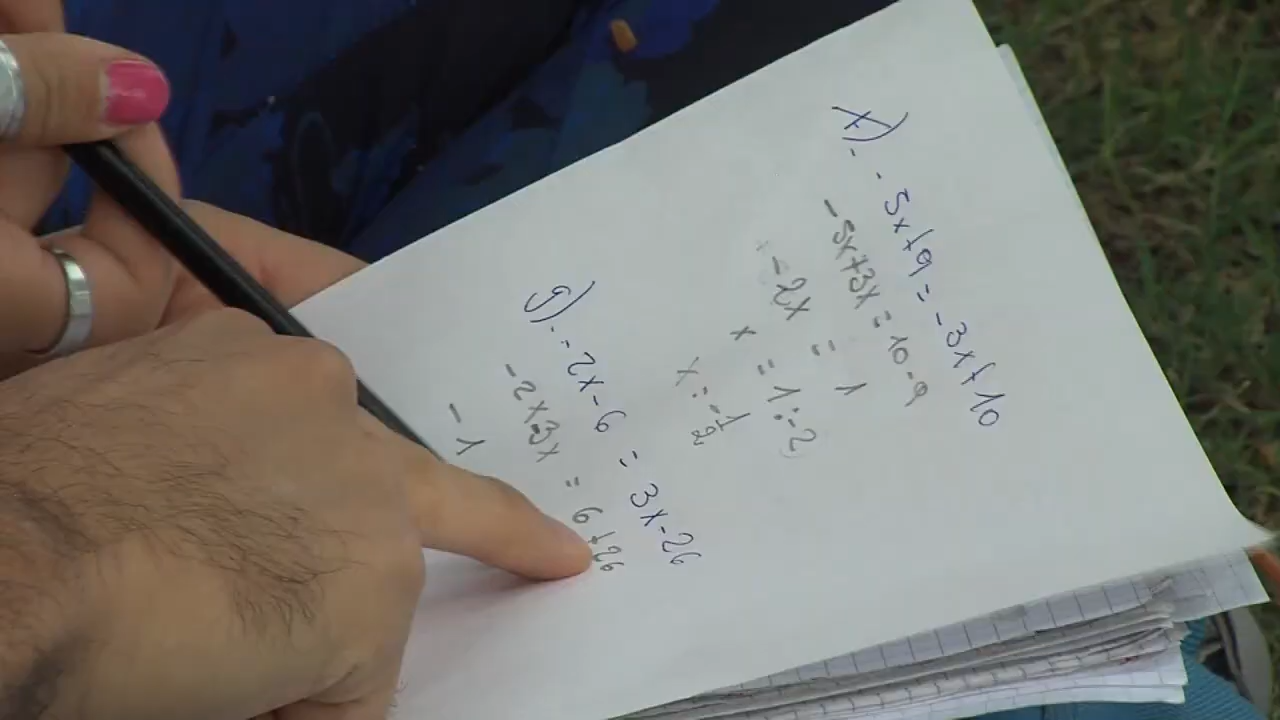 f) - 5x+9 = -3x+10
-5x+3x = 10-9
-2x = 1
x = 1:(-2)
x = -1/2
g) - 2x-6 = 3x-26
-2x-3x = 6+26
-1